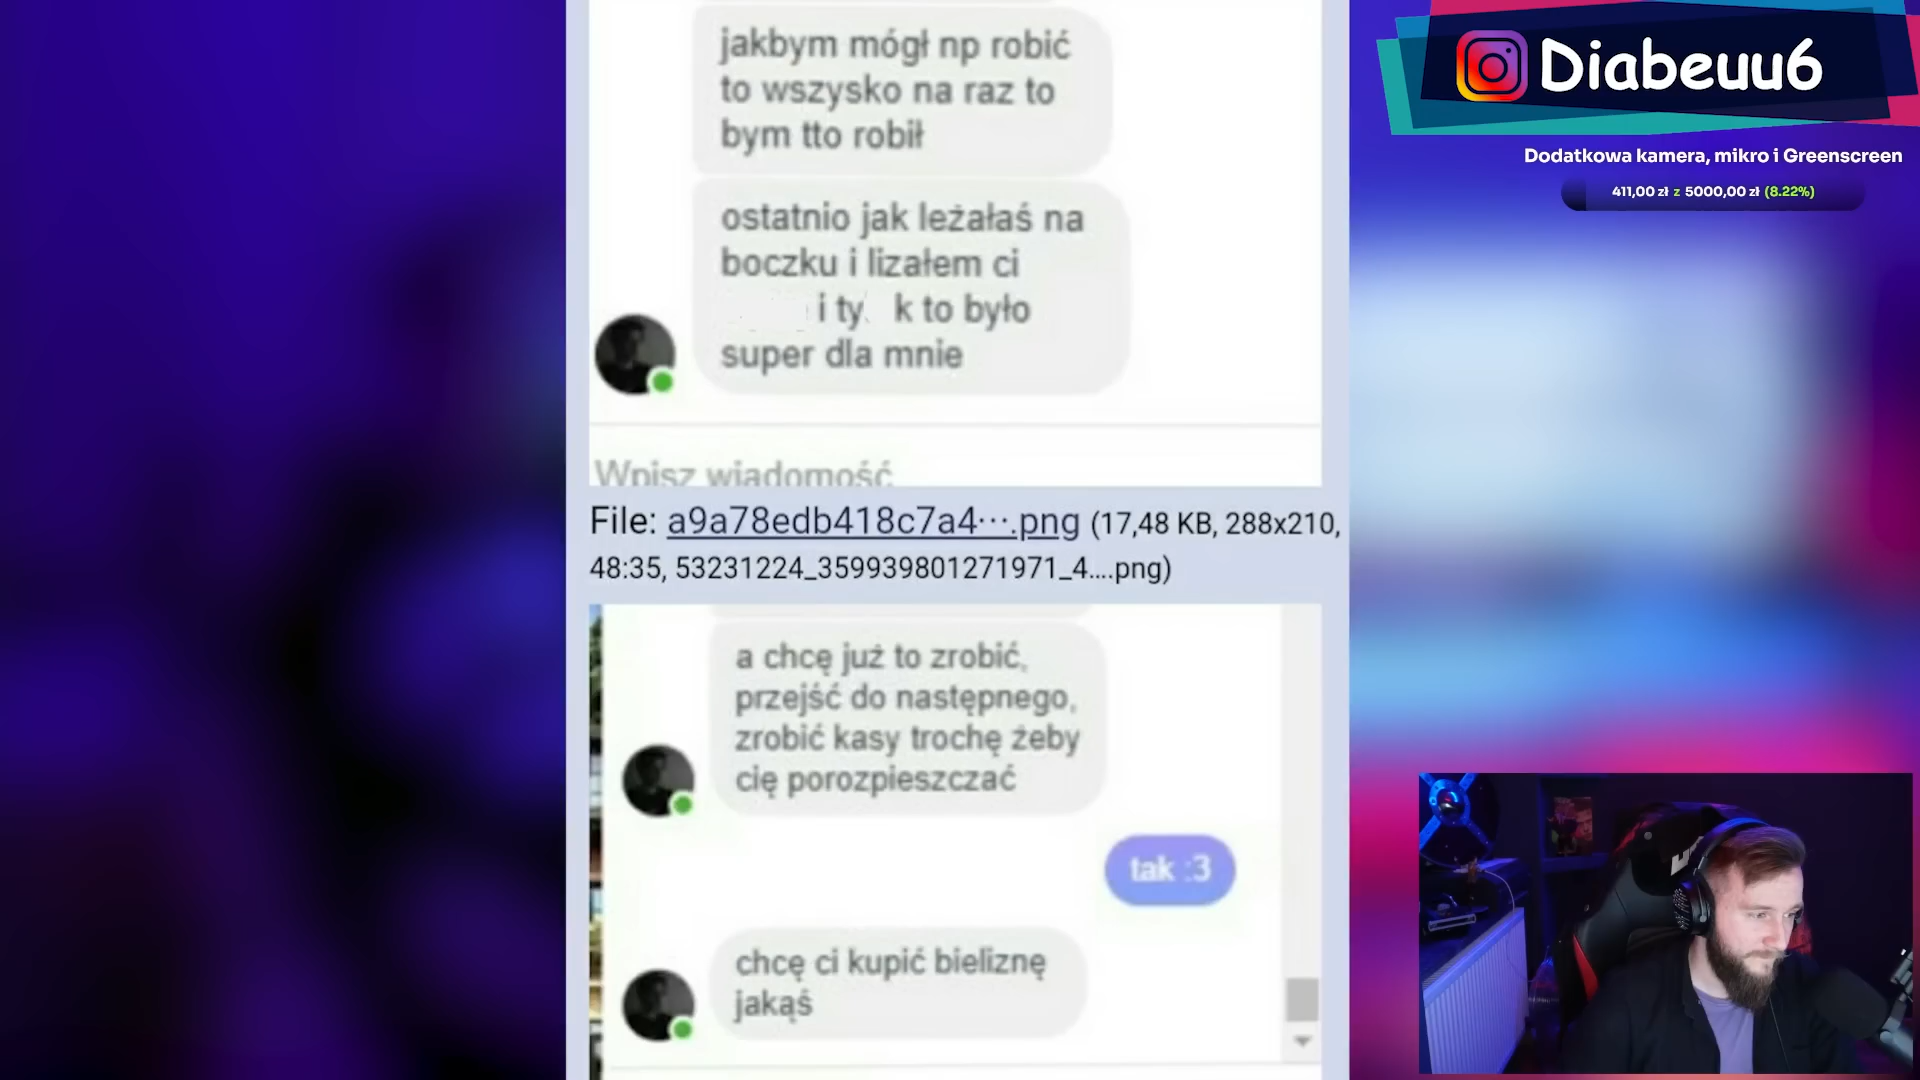 jakbym mógł np robić
to wszysko na raz to
bym tto robił
ostatnio jak leżałaś na
boczku i lizałem ci
i ty k to było
super dla mnie
Wpisz wiadomość
File: a9a78edb418c7a4….png (17,48 KB, 288x210,
48:35, 53231224_359939801271971_4....png)
a chcę już to zrobić,
przejść do następnego,
zrobić kasy trochę żeby
cię porozpieszczać
tak :3
chcę ci kupić bieliznę
jakąś
Diabeuu6
Dodatkowa kamera, mikro i Greenscreen
411,00 zł z 5000,00 zł (8.22%)